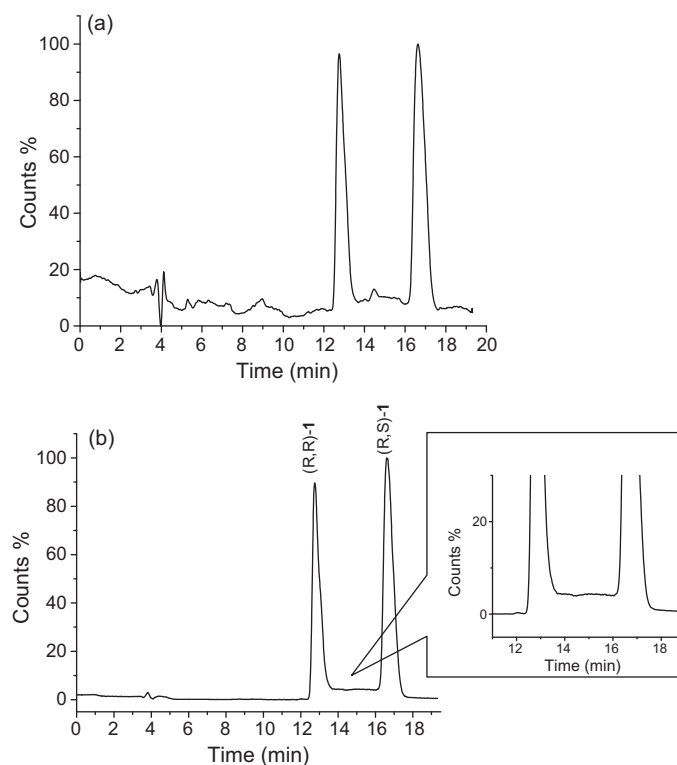 (a)
100
80
60
40
20
0
Counts %
0 2 4 6 8 10 12 14 16 18 20
Time (min)
(b)
(R,R)-1
(R,S)-1
100
80
60
40
20
0
Counts %
0 2 4 6 8 10 12 14 16 18
Time (min)
20
0
Counts %
12 14 16 18
Time (min)